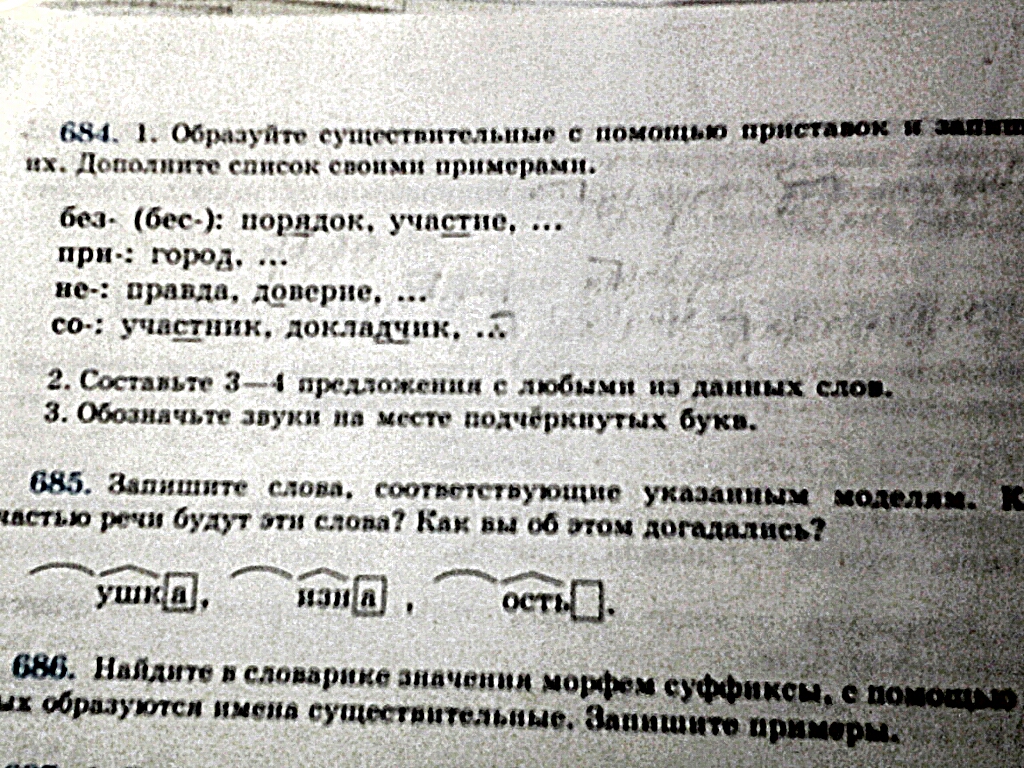 684. 1. Образуйте существительные с помощью приставок и запиш
их. Дополните список своими примерами.
без- (бес-): порядок, участие, ...
при-: город, ...
не-: правда, доверие, ...
со-: участник, докладчик, ...
2. Составьте 3—4 предложения с любыми из данных слов.
3. Обозначьте звуки на месте подчёркнутых букв.
685. Запишите слова, соответствующие указанным моделям. К
частью речи будут эти слова? Как вы об этом догадались?
ушка, изна, ость.
686. Найдите в словарике значения морфем суффиксы, с помощью
ых образуются имена существительные. Запишите примеры.